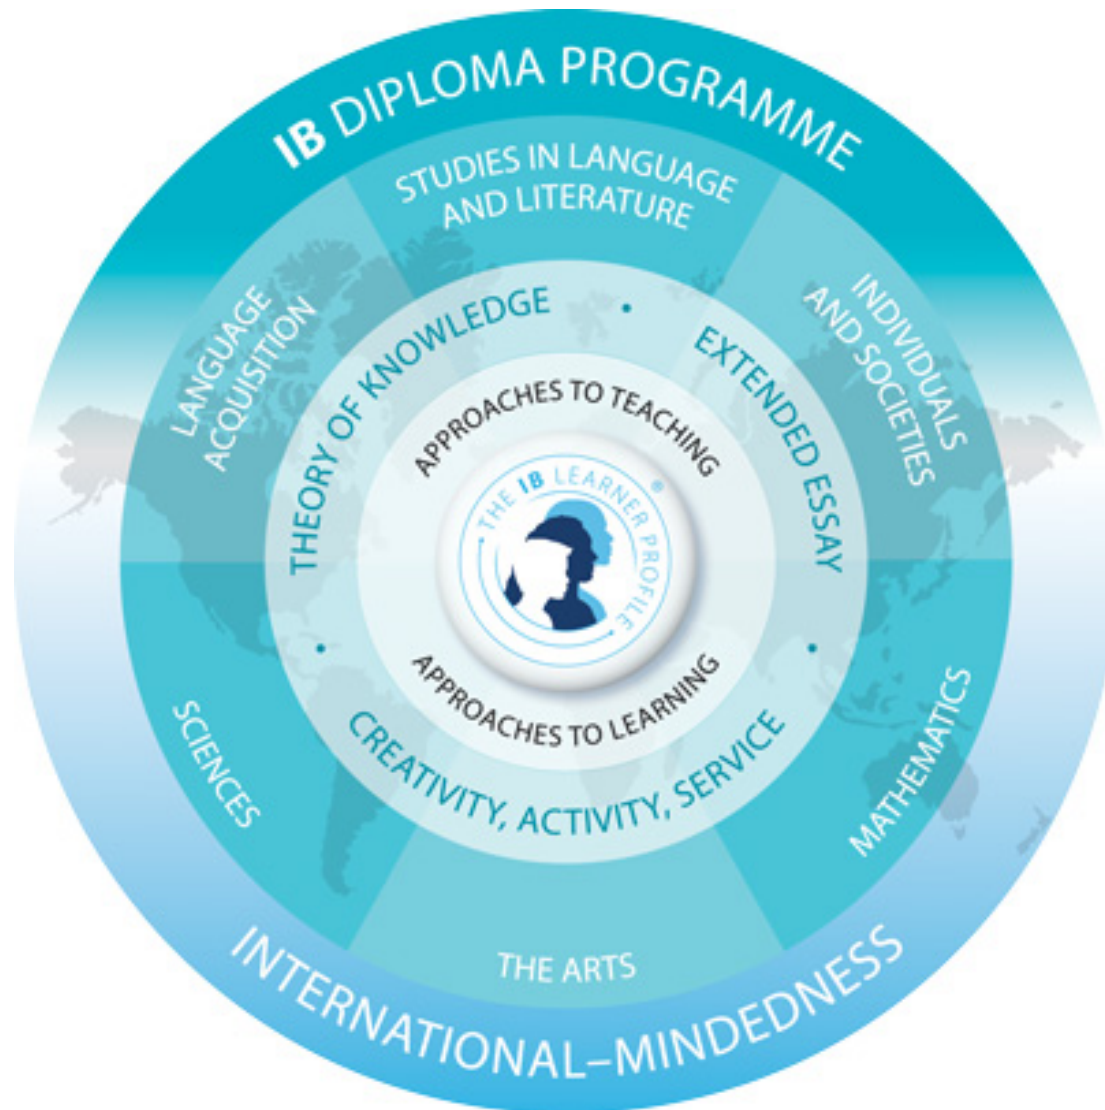 IB DIPLOMA PROGRAMME
STUDIES IN LANGUAGE
AND LITERATURE
LANGUAGE
ACQUISITION
INDIVIDUALS
AND SOCIETIES
THEORY OF KNOWLEDGE
•
EXTENDED ESSAY
•
APPROACHES TO TEACHING
THE IB LEARNER PROFILE
®
APPROACHES TO LEARNING
CREATIVITY, ACTIVITY, SERVICE
•
SCIENCES
MATHEMATICS
THE ARTS
INTERNATIONAL–MINDEDNESS